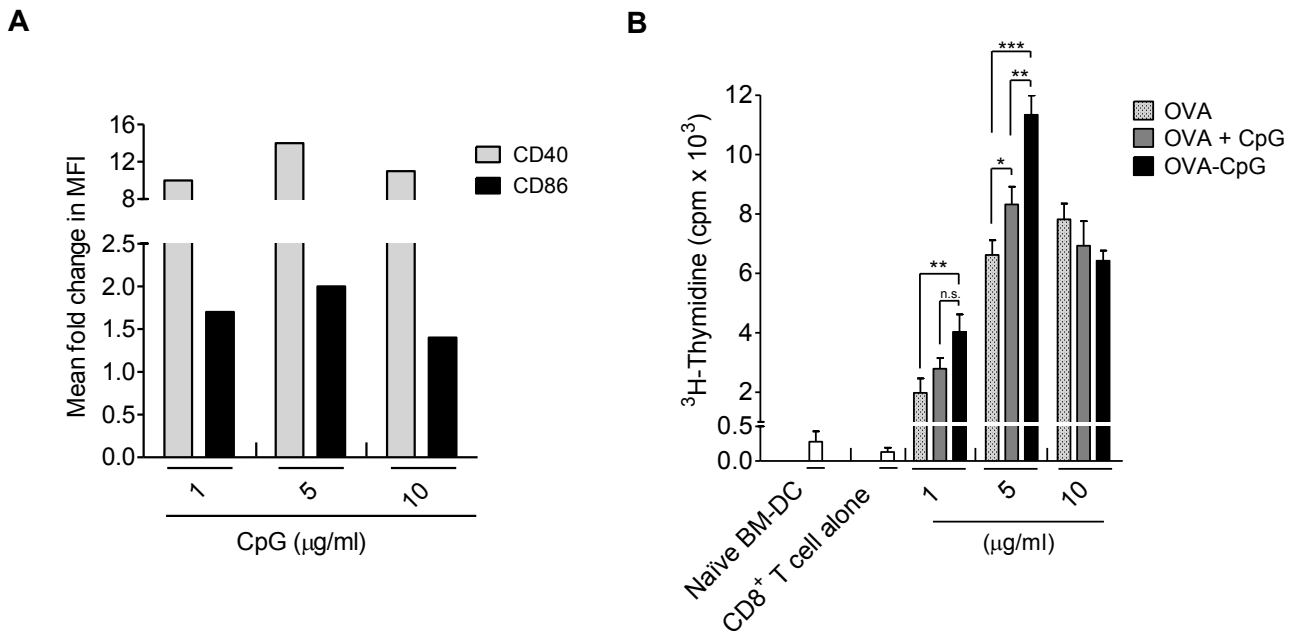 A
Mean fold change in MFI
16
12
8
2.5
2.0
1.5
1.0
0.5
0.0
CD40
CD86
1
5
10
CpG (μg/ml)
B
³H-Thymidine (cpm x 10³)
12
10
8
6
4
2
0.5
0.5
0.0
***
**
*
**
n.s.
OVA
OVA + CpG
OVA-CpG
Naïve BM-DC
CD8⁺ T cell alone
1
5
10
(μg/ml)